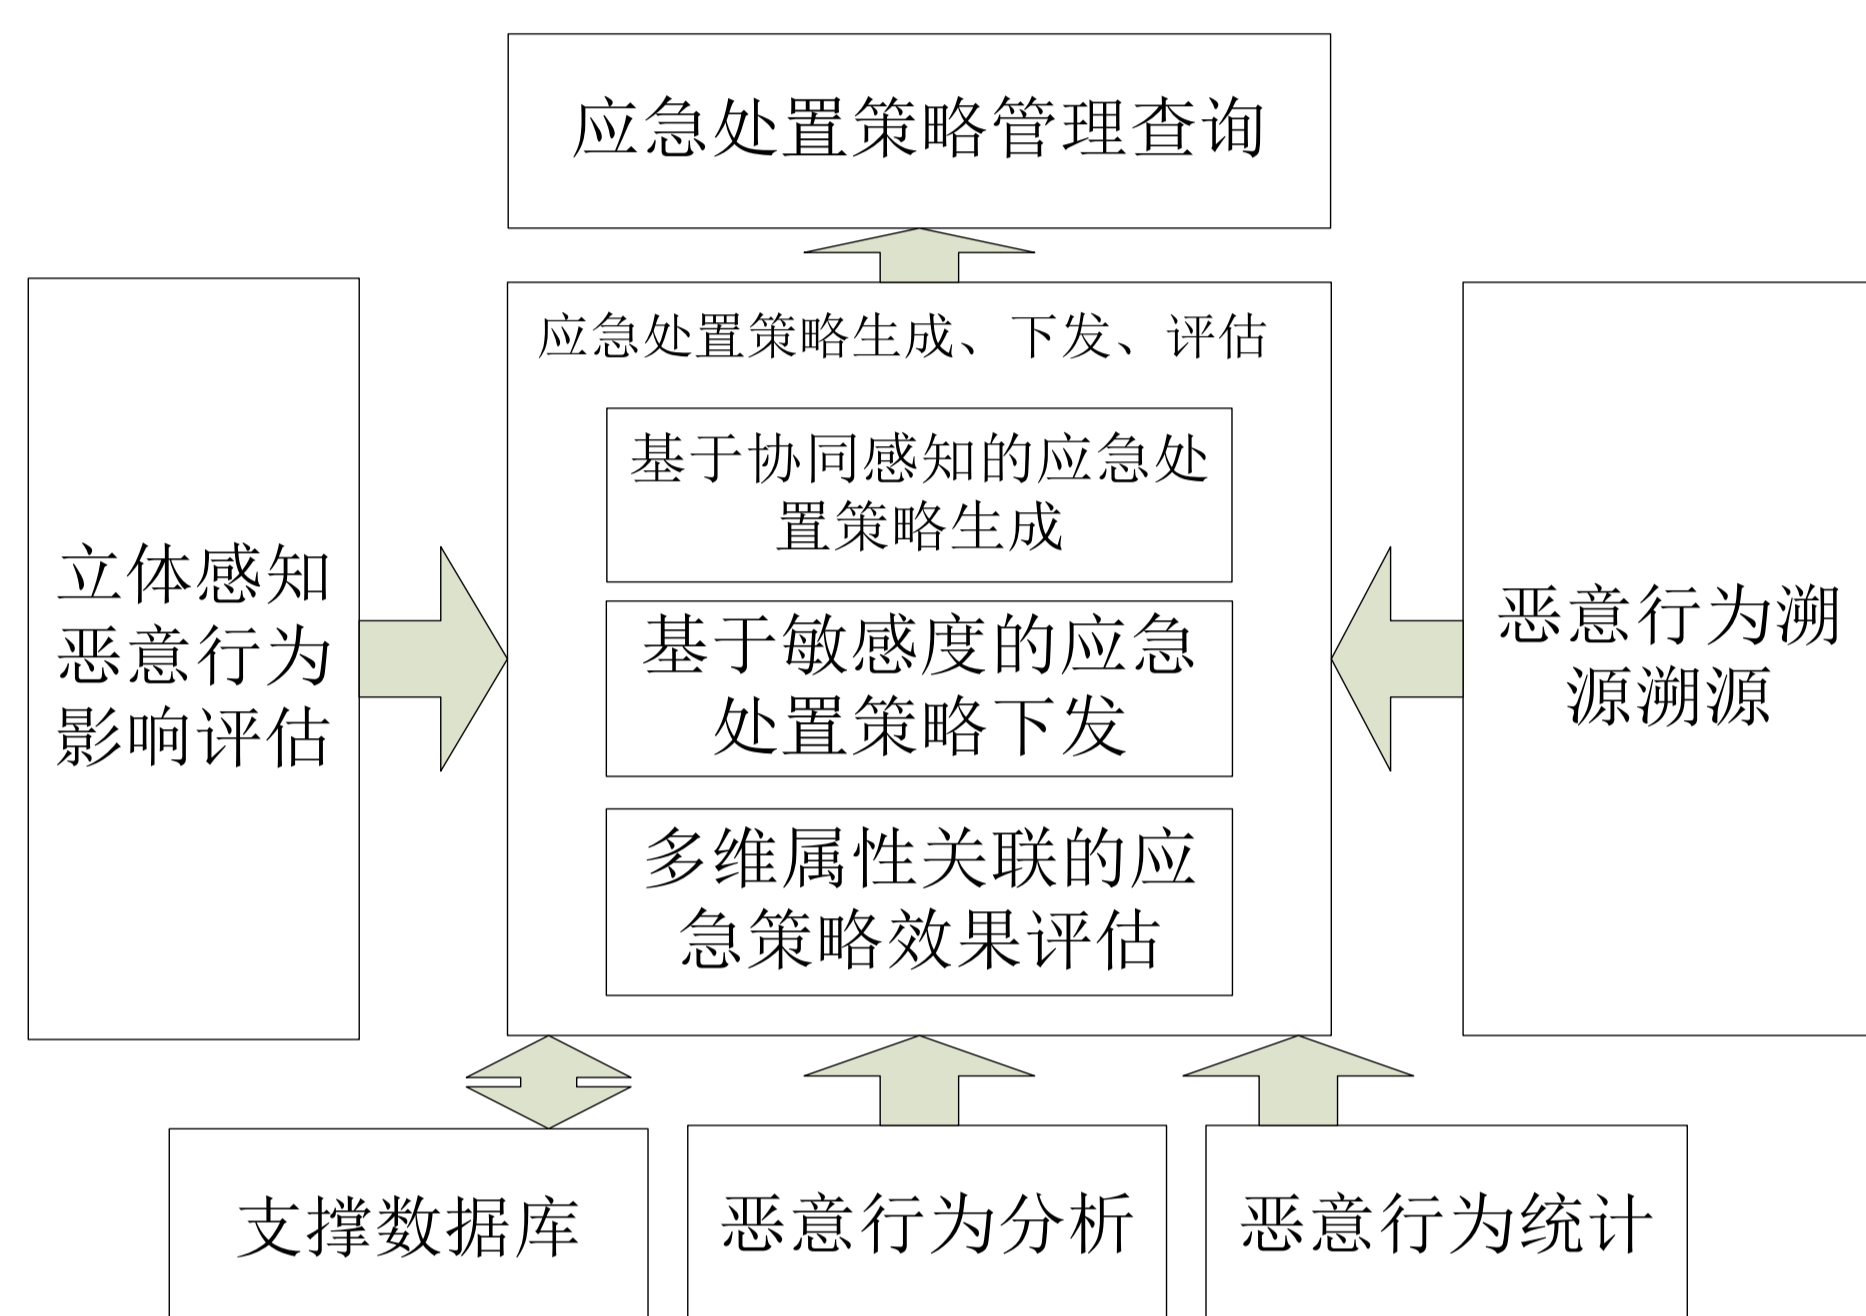 应急处置策略管理查询
立体感知
恶意行为
影响评估
应急处置策略生成、下发、评估
基于协同感知的应急处
置策略生成
基于敏感度的应急
处置策略下发
多维属性关联的应
急策略效果评估
恶意行为溯
源溯源
支撑数据库
恶意行为分析
恶意行为统计